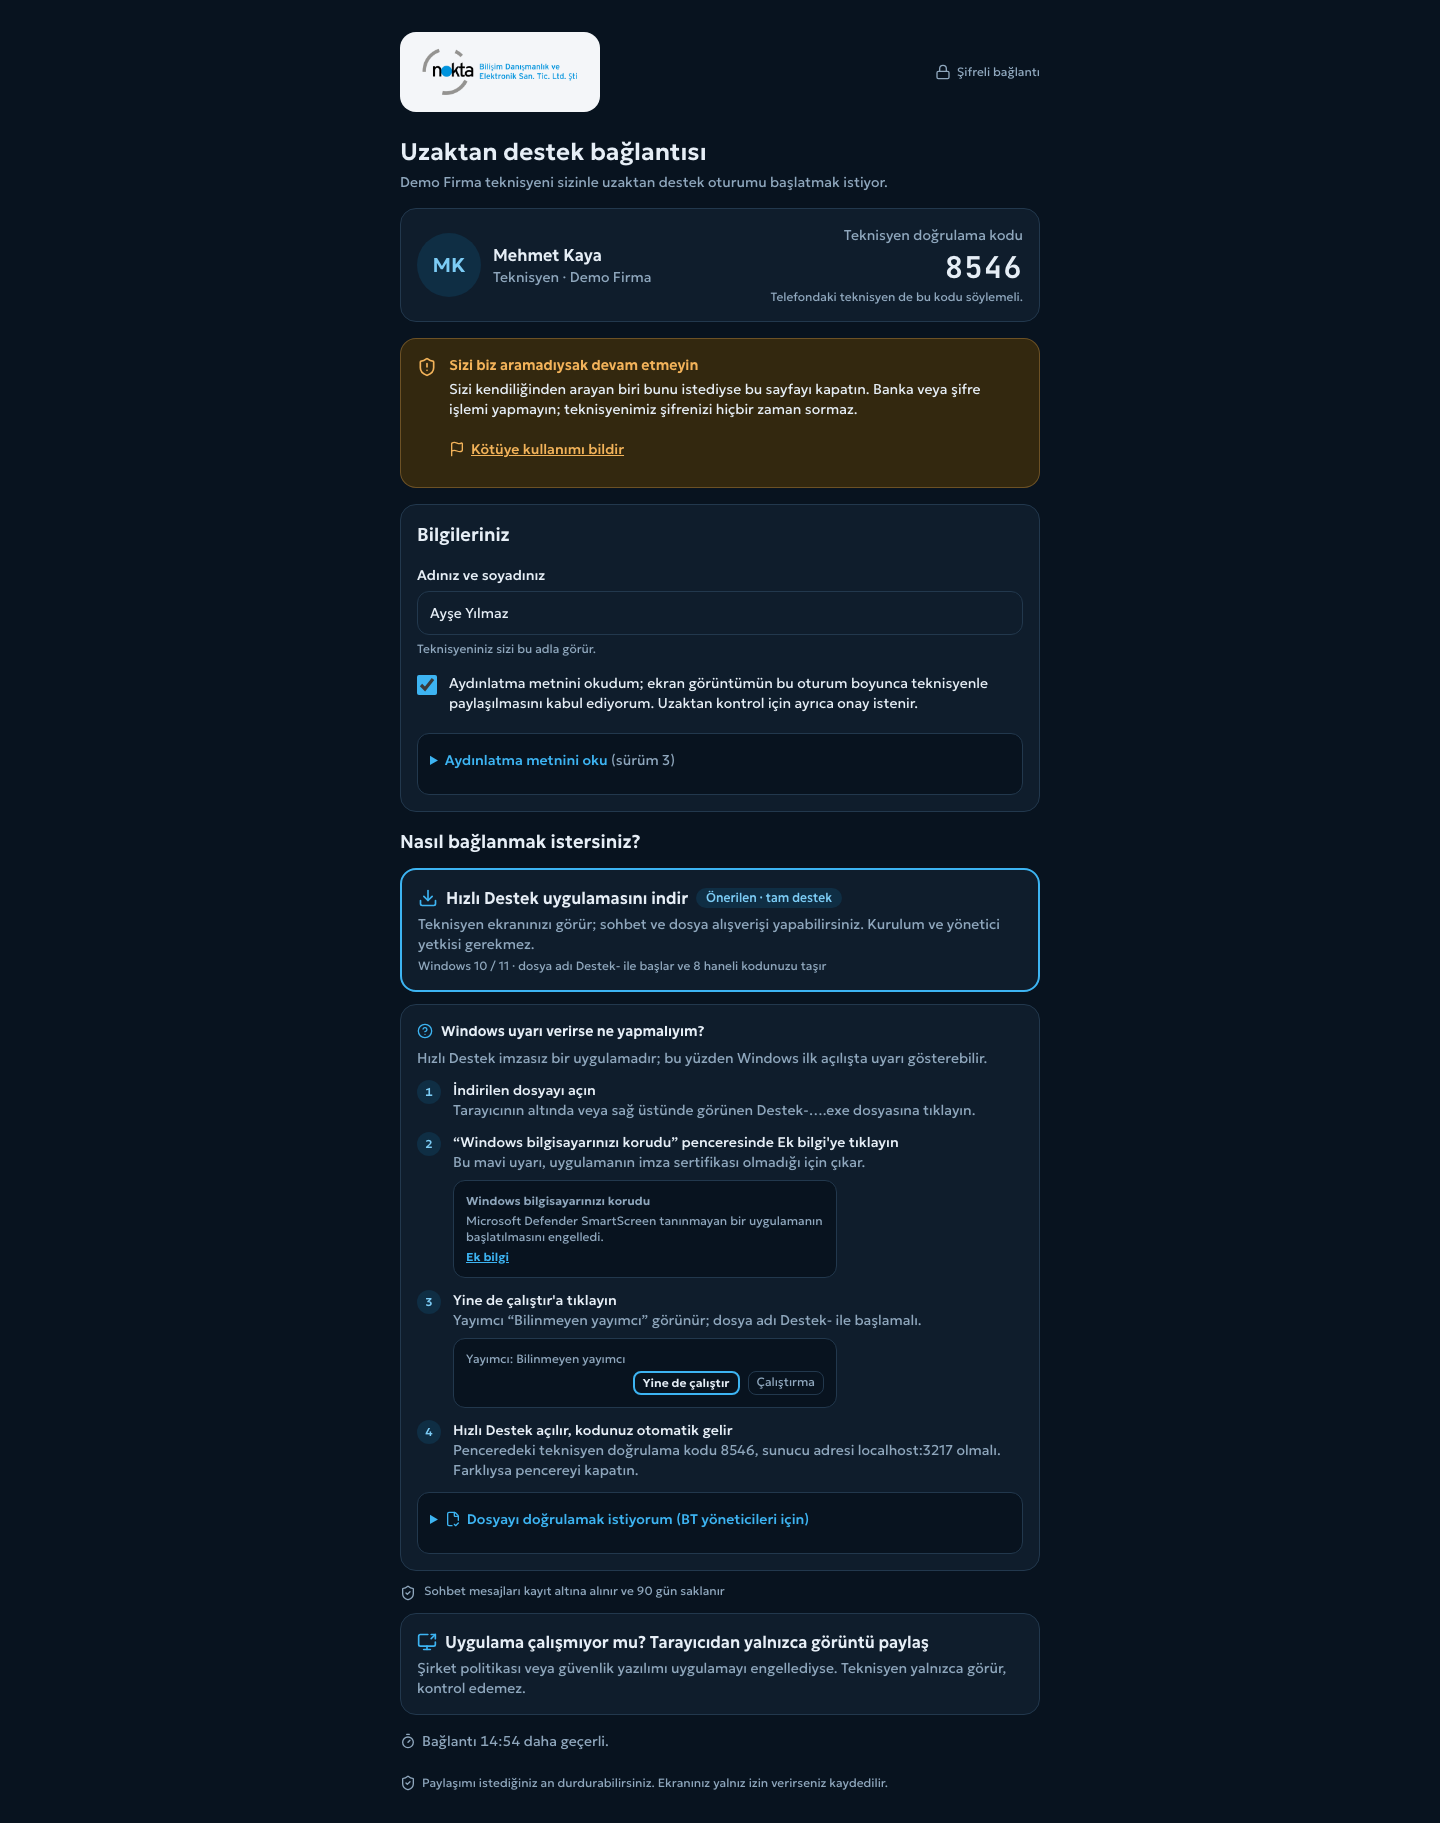 nokta Bilişim Danışmanlık ve
Elektronik San. Tic. Ltd. Şti
Şifreli bağlantı
Uzaktan destek bağlantısı
Demo Firma teknisyeni sizinle uzaktan destek oturumu başlatmak istiyor.
MK
Mehmet Kaya
Teknisyen · Demo Firma
Teknisyen doğrulama kodu
8546
Telefondaki teknisyen de bu kodu söylemeli.
Sizi biz aramadıysak devam etmeyin
Sizi kendiliğinden arayan biri bunu istediyse bu sayfayı kapatın. Banka veya şifre
işlemi yapmayın; teknisyenimiz şifrenizi hiçbir zaman sormaz.
Kötüye kullanımı bildir
Bilgileriniz
Adınız ve soyadınız
Ayşe Yılmaz
Teknisyeniniz sizi bu adla görür.
Aydınlatma metnini okudum; ekran görüntümün bu oturum boyunca teknisyenle
paylaşılmasını kabul ediyorum. Uzaktan kontrol için ayrıca onay istenir.
Aydınlatma metnini oku (sürüm 3)
Nasıl bağlanmak istersiniz?
Hızlı Destek uygulamasını indir Önerilen · tam destek
Teknisyen ekranınızı görür; sohbet ve dosya alışverişi yapabilirsiniz. Kurulum ve yönetici
yetkisi gerekmez.
Windows 10 / 11 · dosya adı Destek- ile başlar ve 8 haneli kodunuzu taşır
Windows uyarı verirse ne yapmalıyım?
Hızlı Destek imzasız bir uygulamadır; bu yüzden Windows ilk açılışta uyarı gösterebilir.
1 İndirilen dosyayı açın
Tarayıcının altında veya sağ üstünde görünen Destek-….exe dosyasına tıklayın.
2 “Windows bilgisayarınızı korudu” penceresinde Ek bilgi'ye tıklayın
Bu mavi uyarı, uygulamanın imza sertifikası olmadığı için çıkar.
Windows bilgisayarınızı korudu
Microsoft Defender SmartScreen tanınmayan bir uygulamanın
başlatılmasını engelledi.
Ek bilgi
3 Yine de çalıştır'a tıklayın
Yayımcı “Bilinmeyen yayımcı” görünür; dosya adı Destek- ile başlamalı.
Yayımcı: Bilinmeyen yayımcı
Yine de çalıştır Çalıştırma
4 Hızlı Destek açılır, kodunuz otomatik gelir
Penceredeki teknisyen doğrulama kodu 8546, sunucu adresi localhost:3217 olmalı.
Farklıysa pencereyi kapatın.
Dosyayı doğrulamak istiyorum (BT yöneticileri için)
Sohbet mesajları kayıt altına alınır ve 90 gün saklanır
Uygulama çalışmıyor mu? Tarayıcıdan yalnızca görüntü paylaş
Şirket politikası veya güvenlik yazılımı uygulamayı engellediyse. Teknisyen yalnızca görür,
kontrol edemez.
Bağlantı 14:54 daha geçerli.
Paylaşımı istediğiniz an durdurabilirsiniz. Ekranınız yalnız izin verirseniz kaydedilir.